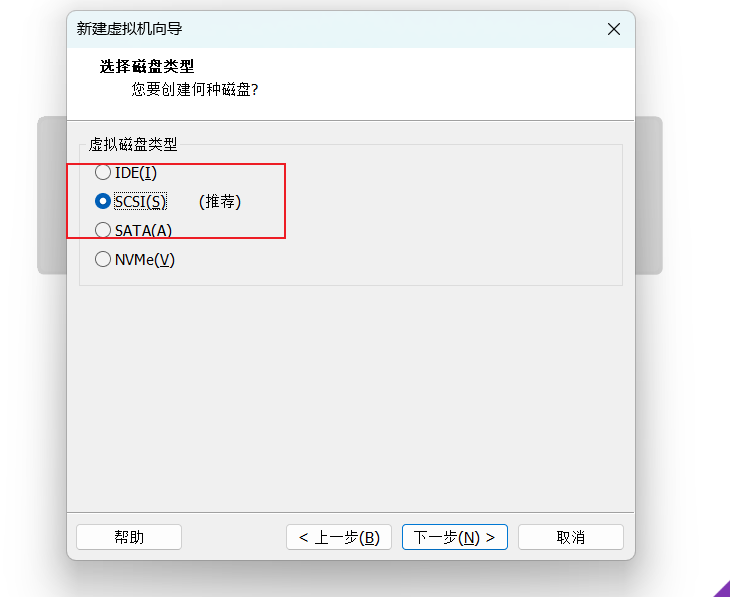 新建虚拟机向导
选择磁盘类型
您要创建何种磁盘?
虚拟磁盘类型
IDE(I)
SCSI(S) (推荐)
SATA(A)
NVMe(V)
帮助 < 上一步(B) 下一步(N) > 取消